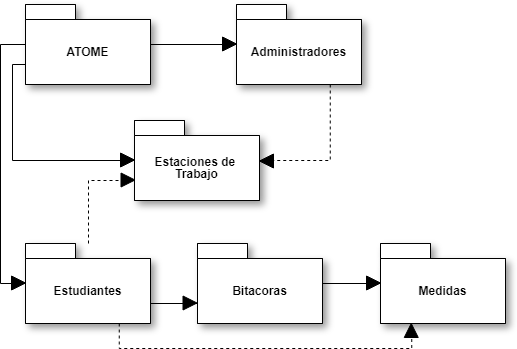 ATOME
Administradores
Estaciones de
Trabajo
Estudiantes
Bitacoras
Medidas